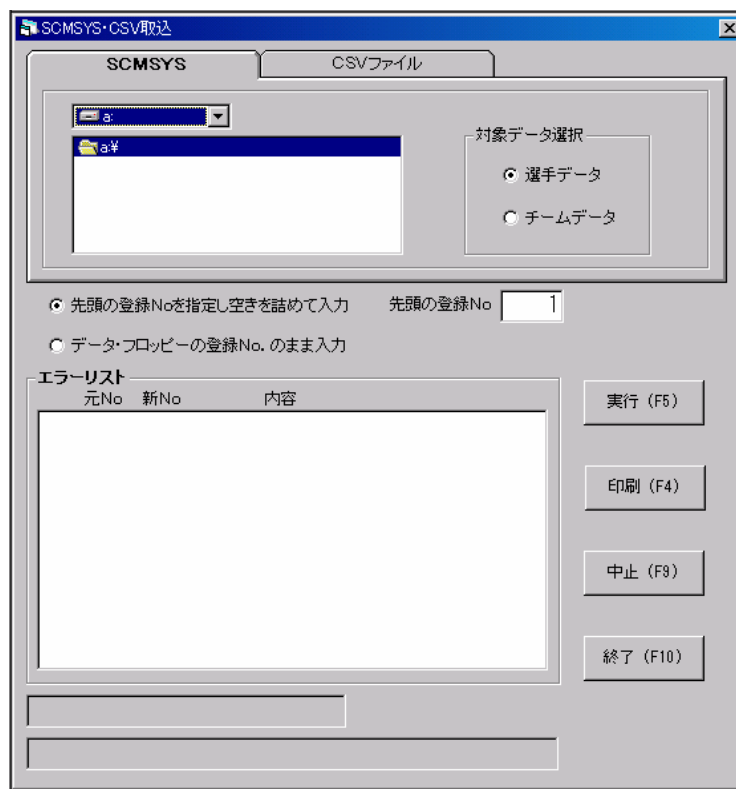 SCMSYS・CSV取込
SCMSYS
CSVファイル
a:
a:¥
対象データ選択
選手データ
チームデータ
先頭の登録Noを指定し空きを詰めて入力
先頭の登録No
1
データ・フロッピーの登録No.のまま入力
エラーリスト
元No 新No 内容
実行 (F5)
印刷 (F4)
中止 (F9)
終了 (F10)